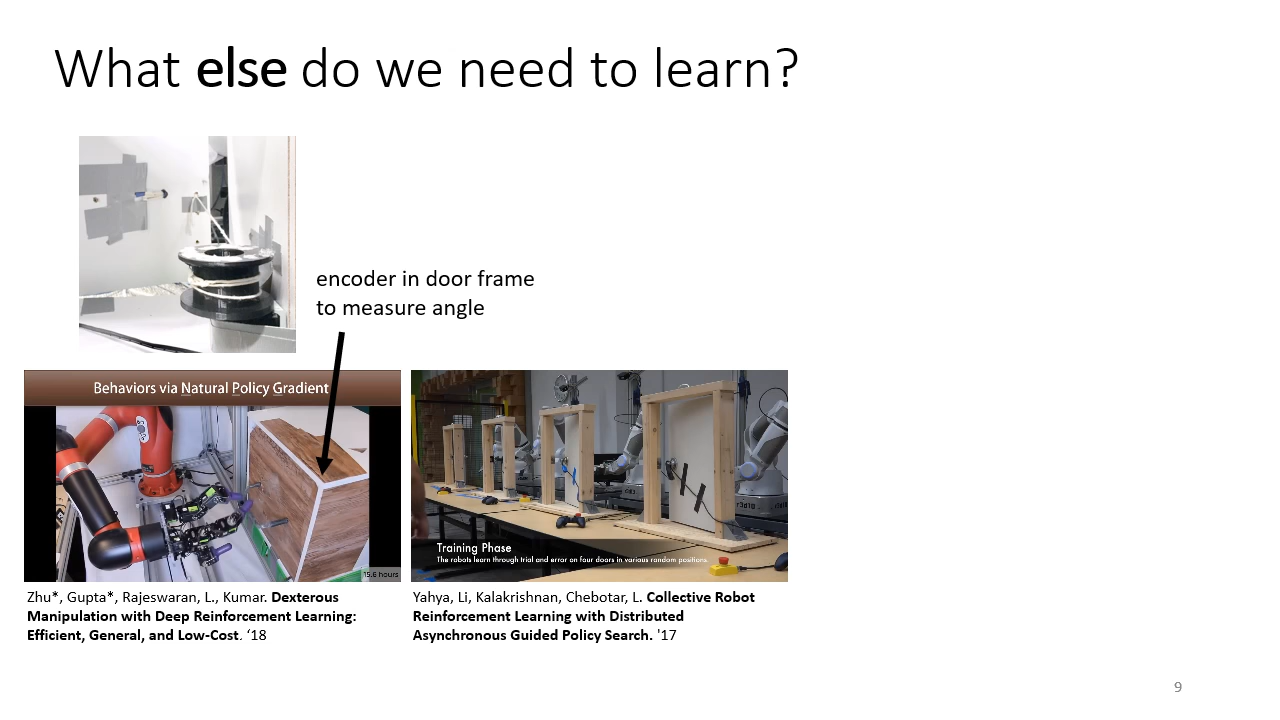 What else do we need to learn?
encoder in door frame
to measure angle
Behaviors via Natural Policy Gradient
15.6 hours
Training Phase
The robots learn through trial and error on four doors in various random positions.
Zhu*, Gupta*, Rajeswaran, L., Kumar. Dexterous
Manipulation with Deep Reinforcement Learning:
Efficient, General, and Low-Cost. ‘18
Yahya, Li, Kalakrishnan, Chebotar, L. Collective Robot
Reinforcement Learning with Distributed
Asynchronous Guided Policy Search. '17
9